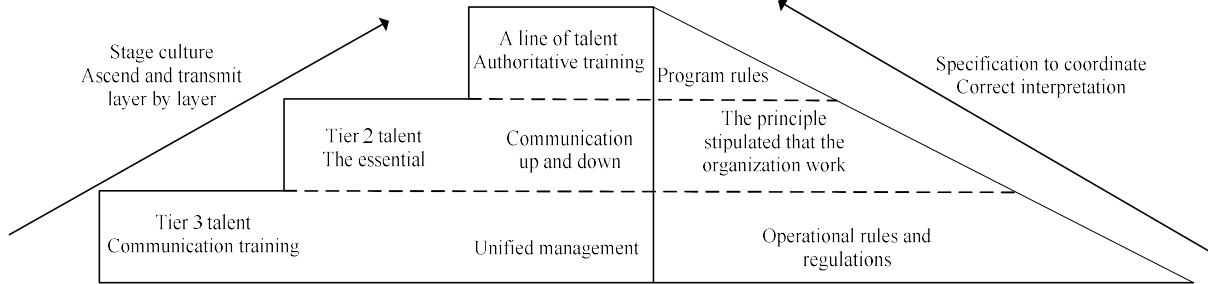 Stage culture
Ascend and transmit
layer by layer
A line of talent
Authoritative training
Program rules
Specification to coordinate
Correct interpretation
Tier 2 talent
The essential
Communication
up and down
The principle
stipulated that the
organization work
Tier 3 talent
Communication training
Unified management
Operational rules and
regulations